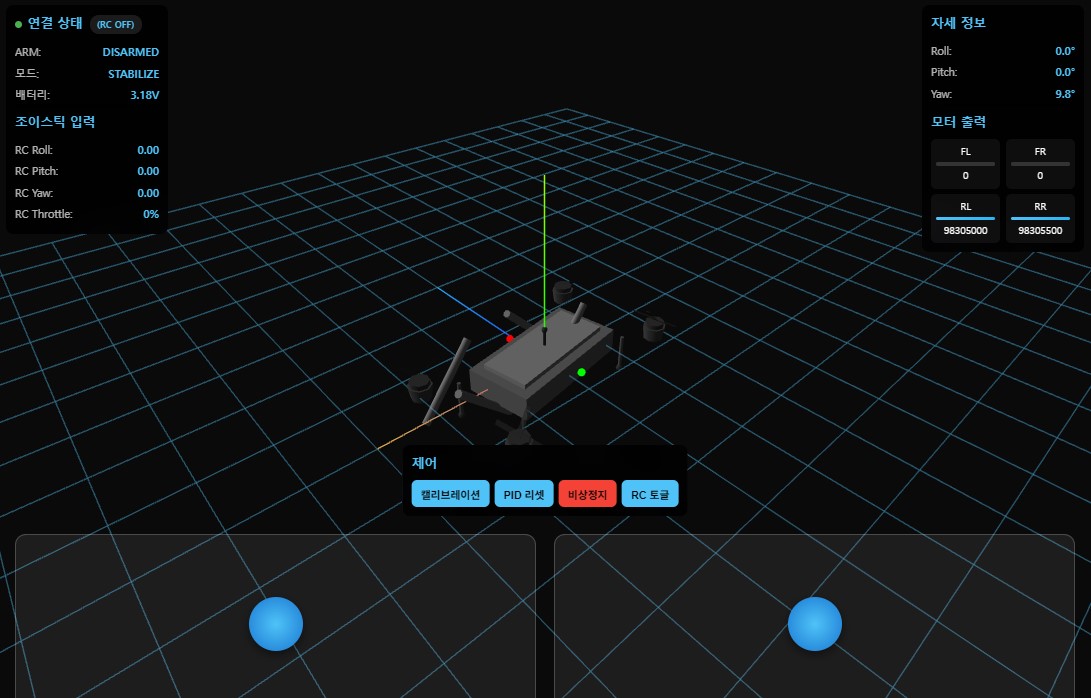 연결 상태 (RC OFF)
ARM: DISARMED
모드: STABILIZE
배터리: 3.18V
조이스틱 입력
RC Roll: 0.00
RC Pitch: 0.00
RC Yaw: 0.00
RC Throttle: 0%
자세 정보
Roll: 0.0°
Pitch: 0.0°
Yaw: 9.8°
모터 출력
FL FR
0 0
RL RR
98305000 98305500
제어
캘리브레이션 PID 리셋 비상정지 RC 토글